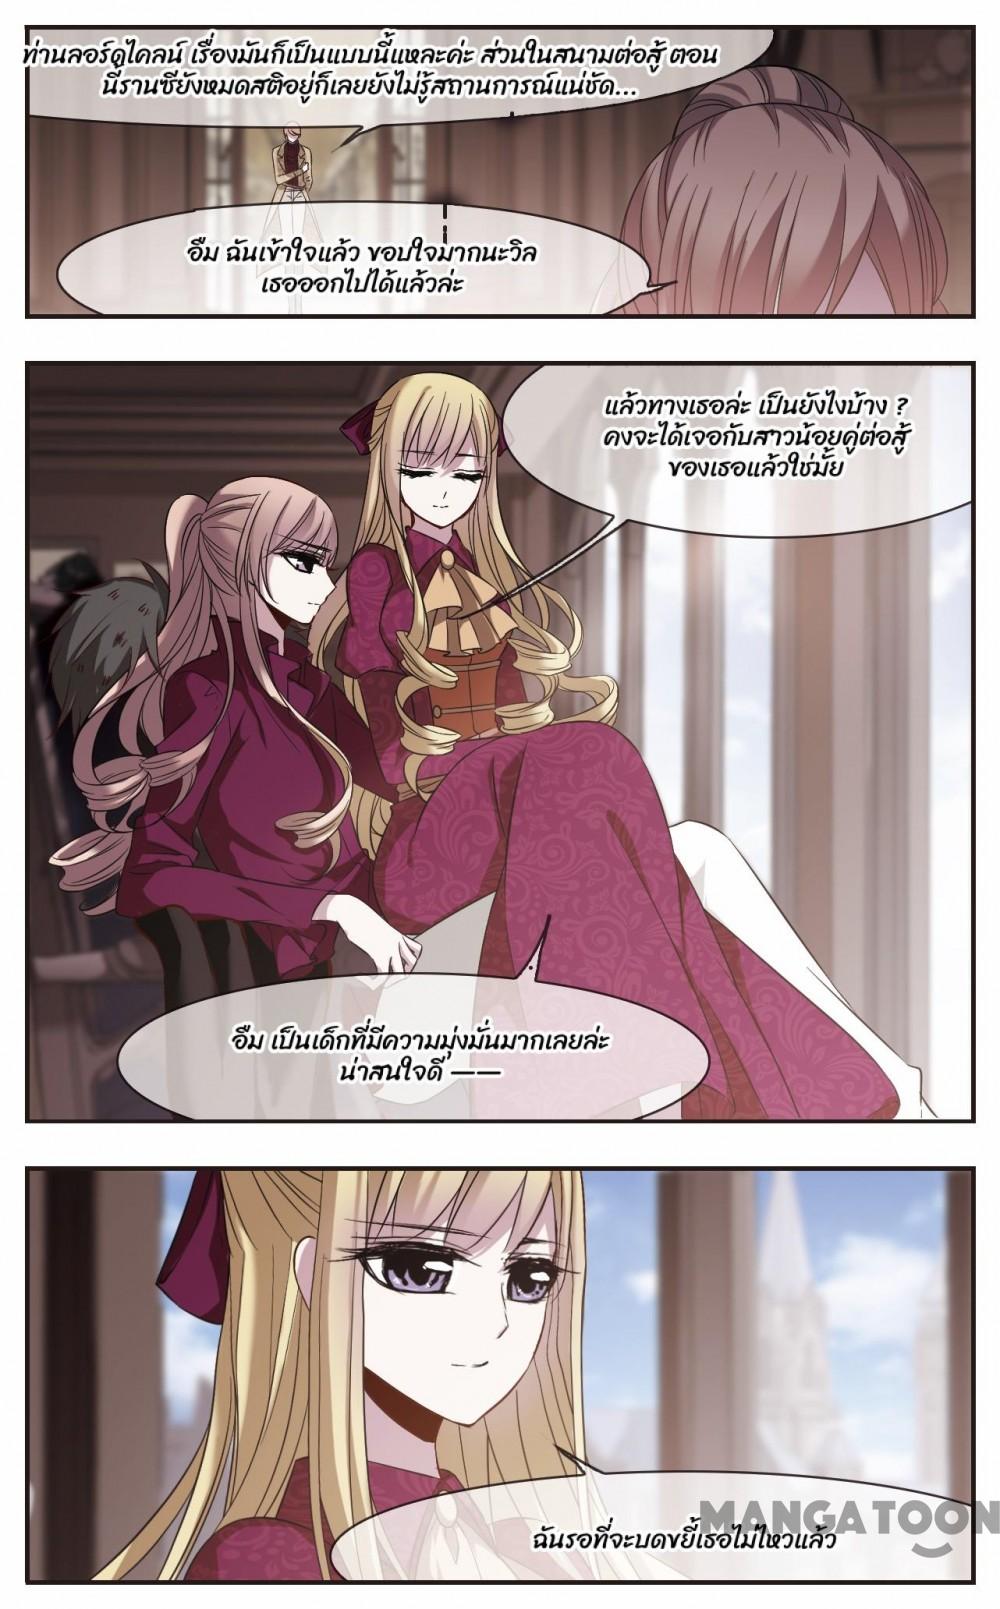 ท่านลอร์ดไคลน์ เรื่องมันก็เป็นแบบนี้แหละค่ะ ส่วนในสนามต่อสู้ ตอน
นี้รานซียังหมดสติอยู่ก็เลยยังไม่รู้สถานการณ์แน่ชัด...
อืม ฉันเข้าใจแล้ว ขอบใจมากนะวิล
เธอออกไปได้แล้วล่ะ
แล้วทางเธอล่ะ เป็นยังไงบ้าง ?
คงจะได้เจอกับสาวน้อยคู่ต่อสู้
ของเธอแล้วใช่มั้ย
อืม เป็นเด็กที่มีความมุ่งมั่นมากเลยล่ะ
น่าสนใจดี ——
MANGATOON
ฉันรอที่จะบดขยี้เธอไม่ไหวแล้ว